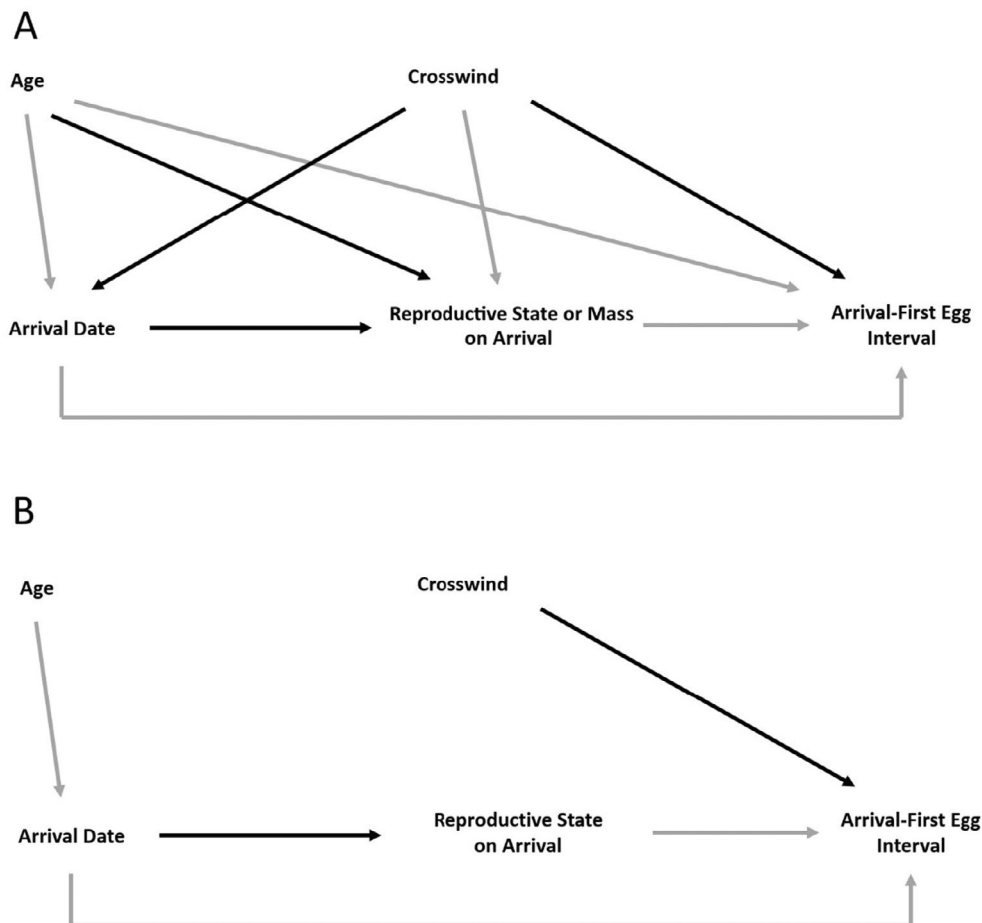 A
Age
Crosswind
Arrival Date
Reproductive State or Mass
on Arrival
Arrival-First Egg
Interval
B
Age
Crosswind
Arrival Date
Reproductive State
on Arrival
Arrival-First Egg
Interval